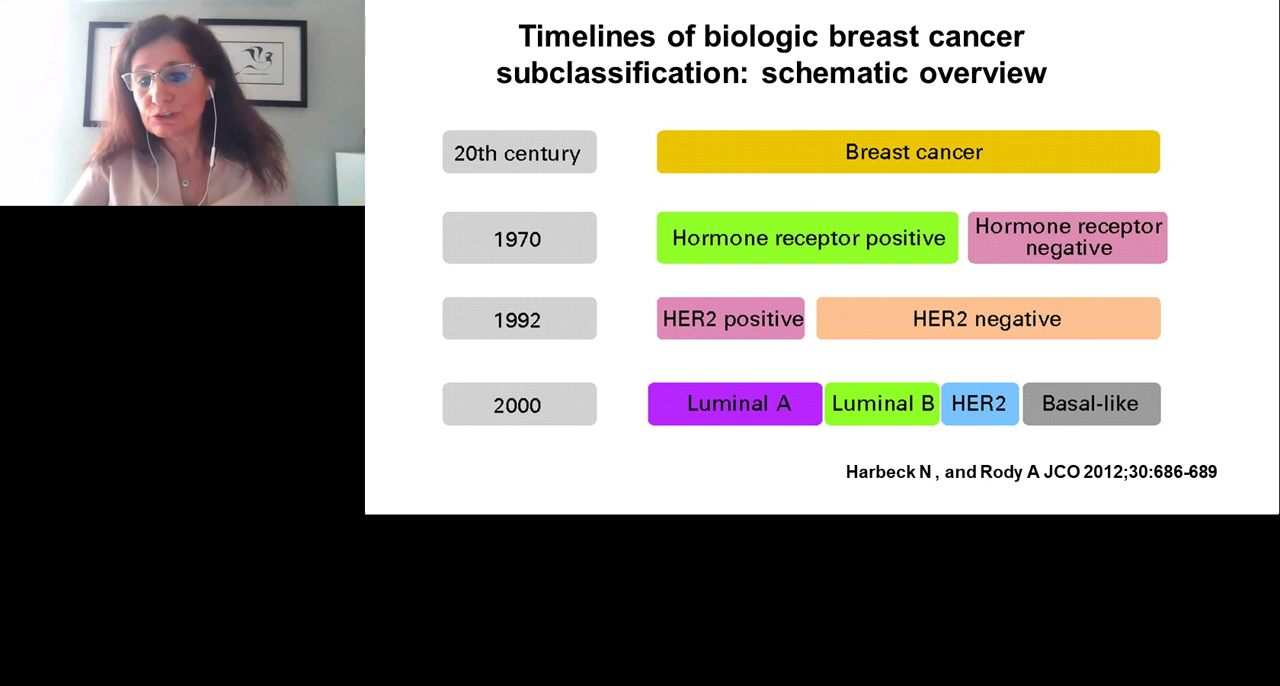 Timelines of biologic breast cancer
subclassification: schematic overview
20th century
Breast cancer
1970
Hormone receptor positive
Hormone receptor
negative
1992
HER2 positive
HER2 negative
2000
Luminal A
Luminal B
HER2
Basal-like
Harbeck N , and Rody A JCO 2012;30:686-689